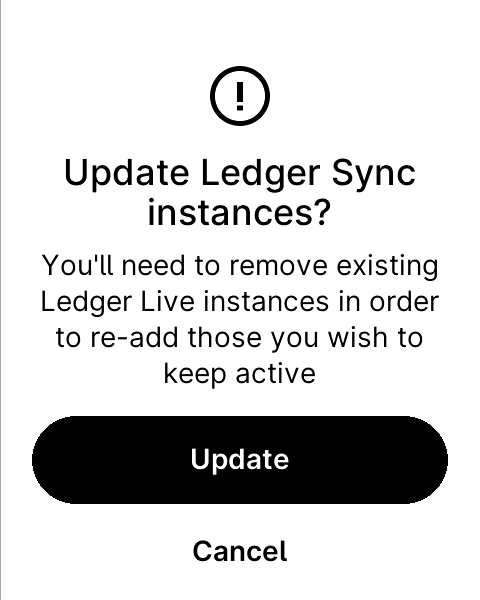 Update Ledger Sync
instances?
You'll need to remove existing
Ledger Live instances in order
to re-add those you wish to
keep active
Update
Cancel